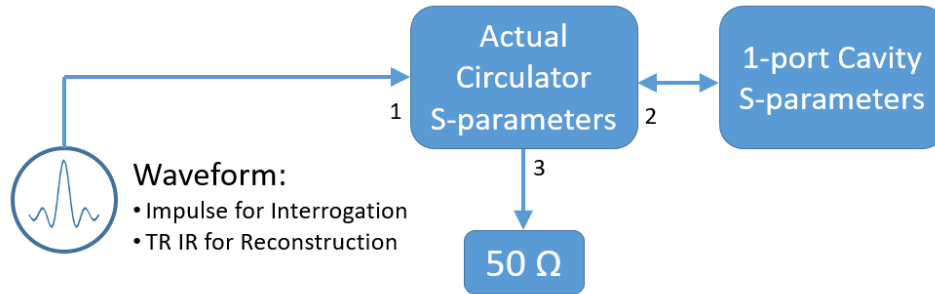 Actual
Circulator
S-parameters
1-port Cavity
S-parameters
1
2
3
Waveform:
• Impulse for Interrogation
• TR IR for Reconstruction
50 Ω